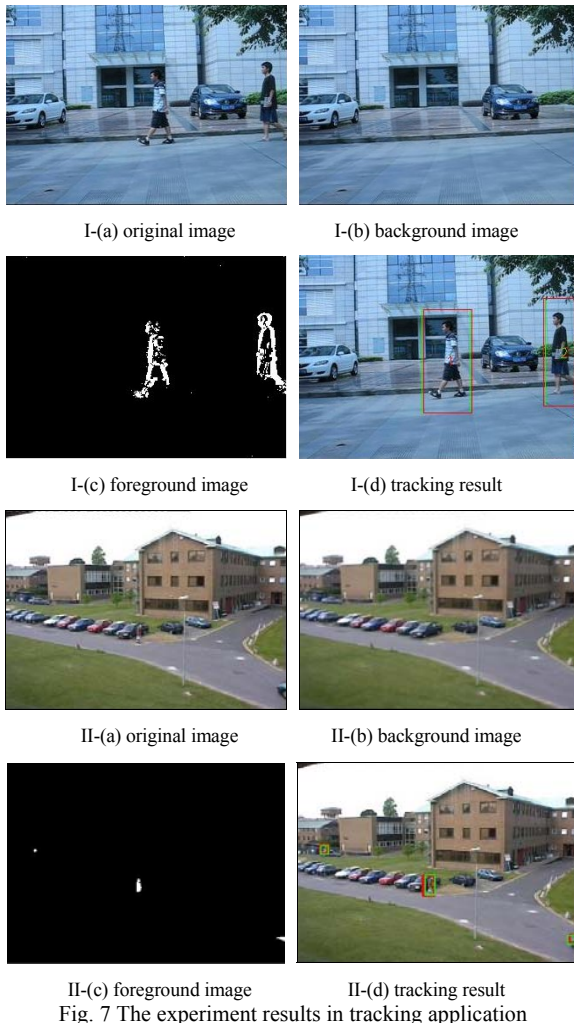 I-(a) original image
I-(b) background image
I-(c) foreground image
I-(d) tracking result
II-(a) original image
II-(b) background image
II-(c) foreground image
II-(d) tracking result
Fig. 7 The experiment results in tracking application